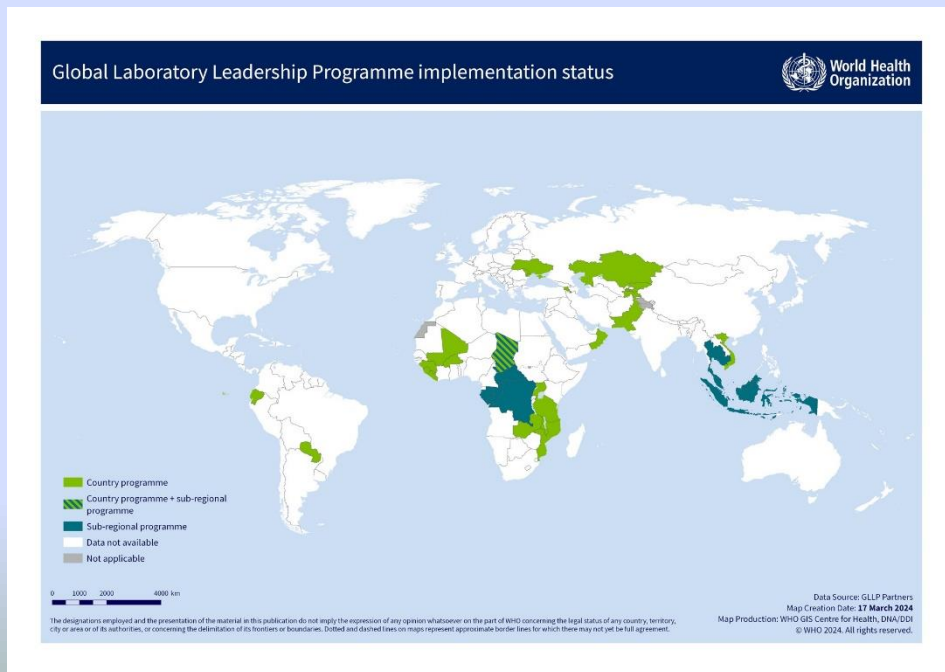 Global Laboratory Leadership Programme implementation status
World Health
Organization
Country programme
Country programme + sub-regional
programme
Sub-regional programme
Data not available
Not applicable
0 1000 2000 4000 km
Data Source: GLLP Partners
Map Creation Date: 17 March 2024
Map Production: WHO GIS Centre for Health, DNA/DDI
© WHO 2024. All rights reserved.
The designations employed and the presentation of the material in this publication do not imply the expression of any opinion whatsoever on the part of WHO concerning the legal status of any country, territory,
city or area or of its authorities, or concerning the delimitation of its frontiers or boundaries. Dotted and dashed lines on maps represent approximate border lines for which there may not yet be full agreement.